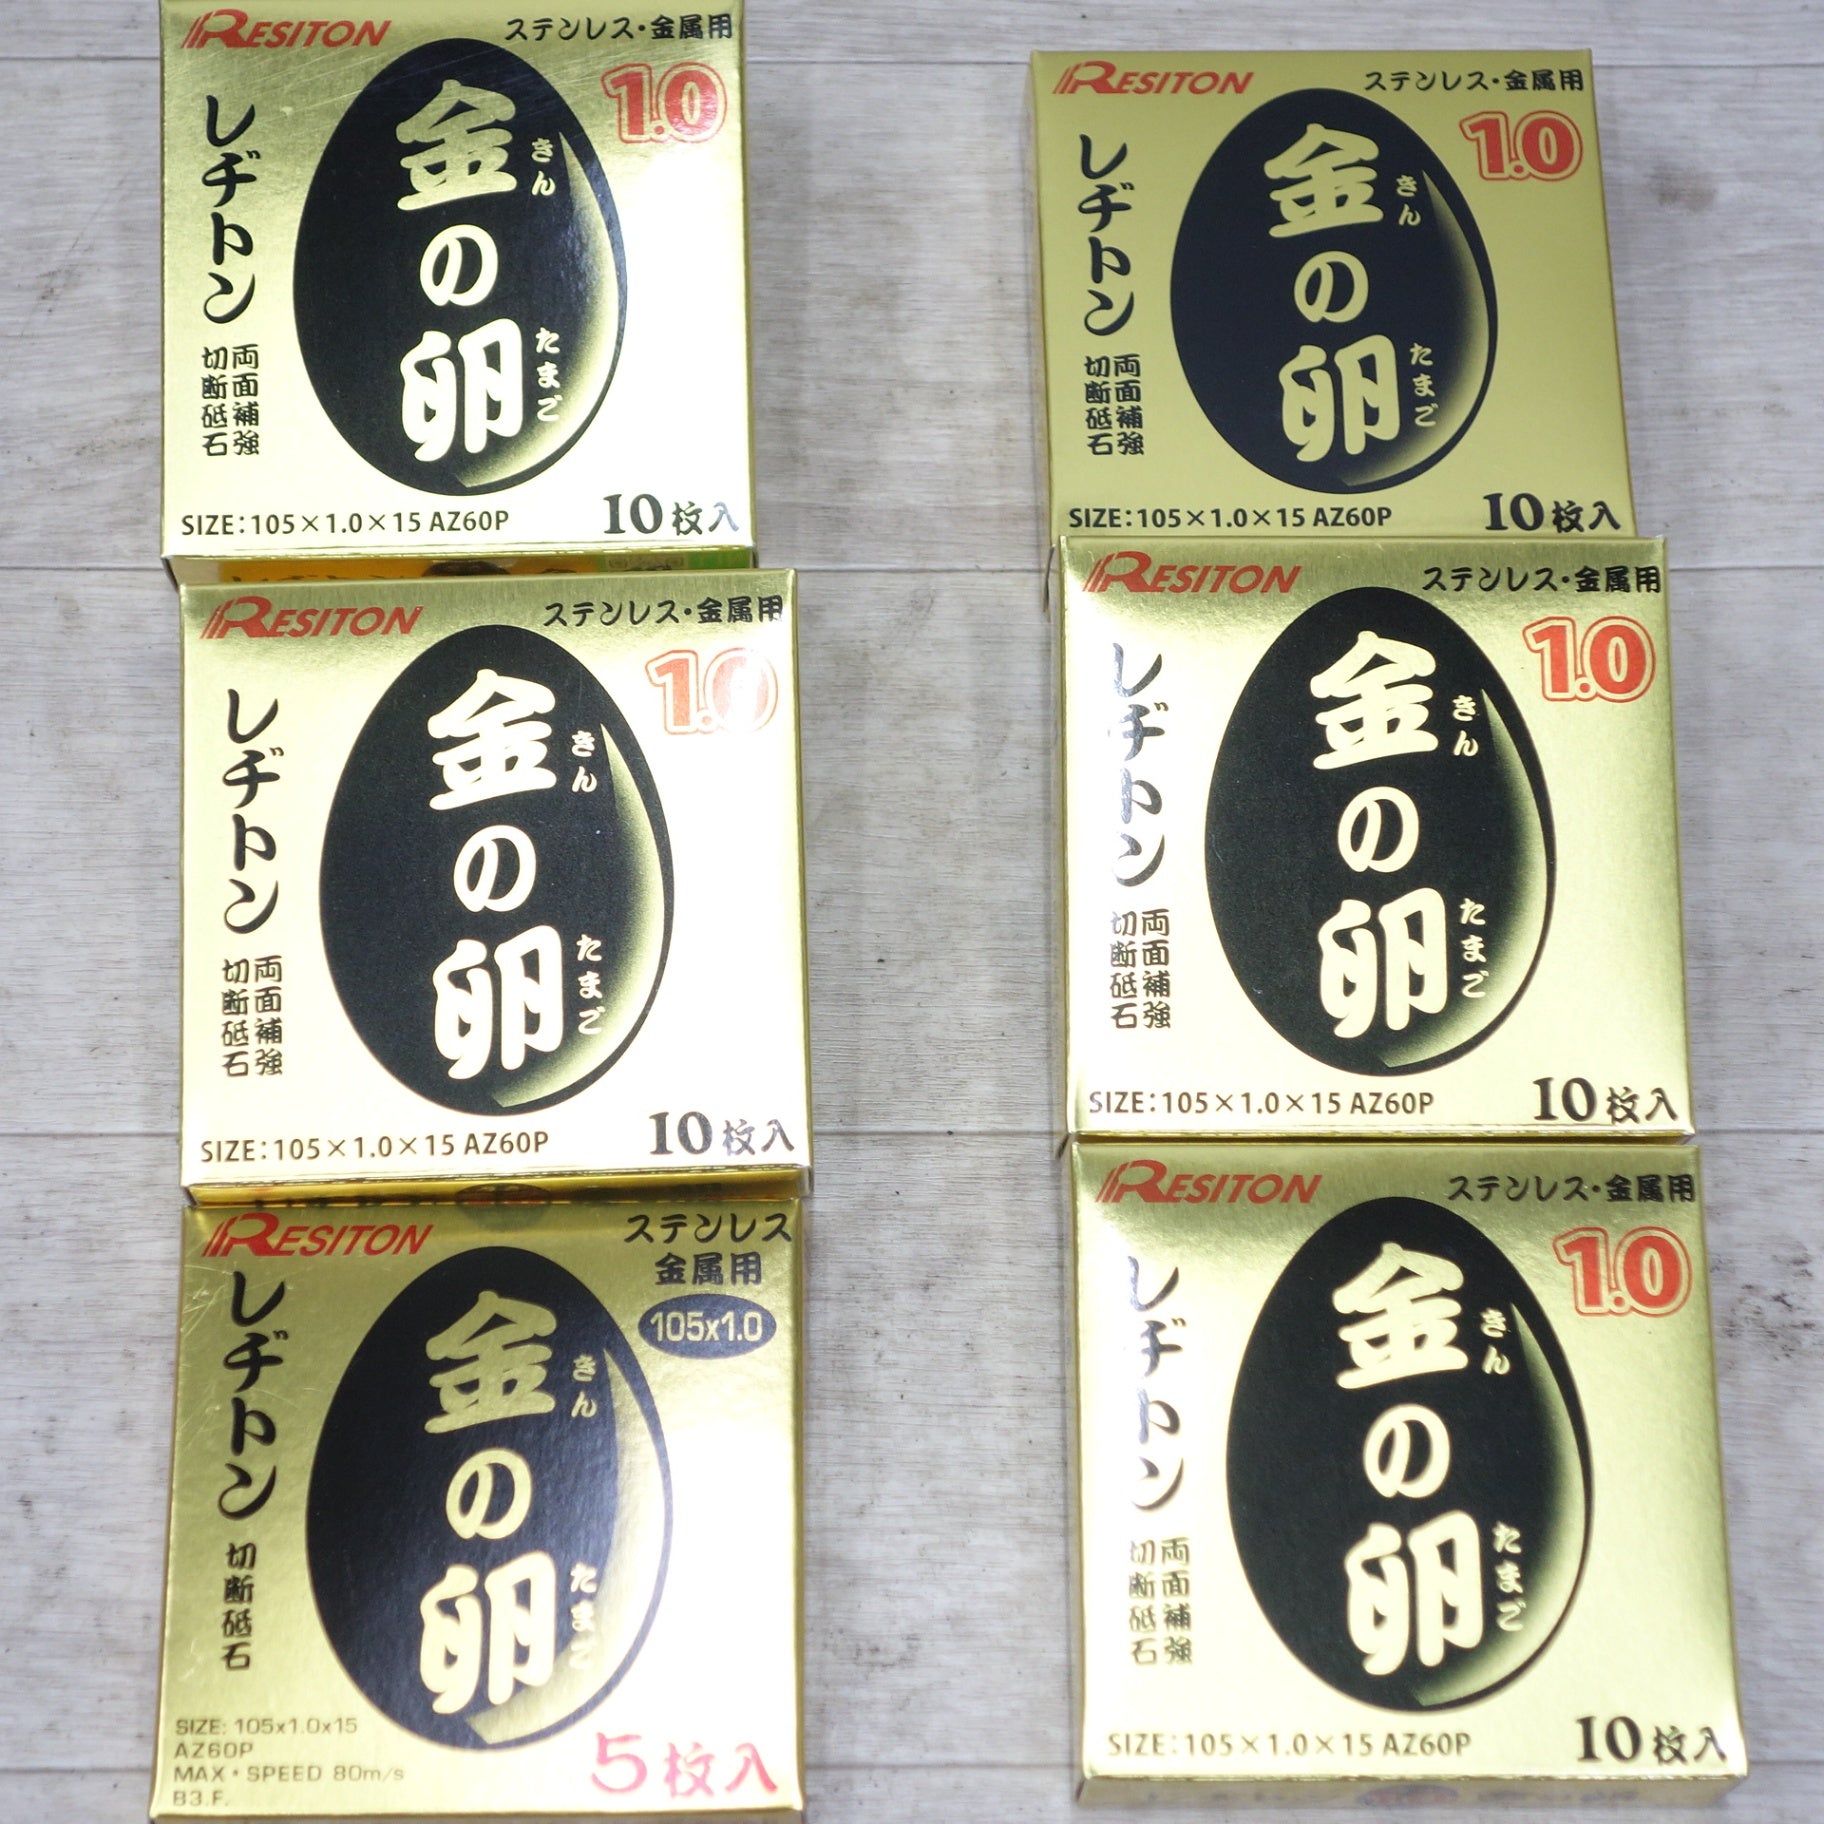 RESITON
ステンレス・金属用
1.0
レヂトン
両面補強
切断砥石
金の卵
きん
たまご
SIZE:105×1.0×15 AZ60P
10枚入
RESITON
ステンレス・金属用
1.0
レヂトン
両面補強
切断砥石
金の卵
きん
たまご
SIZE:105×1.0×15 AZ60P
10枚入
RESITON
ステンレス・金属用
1.0
レヂトン
両面補強
切断砥石
金の卵
きん
たまご
SIZE:105×1.0×15 AZ60P
10枚入
RESITON
ステンレス・金属用
1.0
レヂトン
両面補強
切断砥石
金の卵
きん
たまご
SIZE:105×1.0×15 AZ60P
10枚入
RESITON
ステンレス
金属用
105x1.0
レヂトン
切断砥石
金の卵
きん
たまご
SIZE: 105x1.0x15
AZ60P
MAX・SPEED 80m/s
B3.F.
5枚入
RESITON
ステンレス・金属用
1.0
レヂトン
両面補強
切断砥石
金の卵
きん
たまご
SIZE:105×1.0×15 AZ60P
10枚入